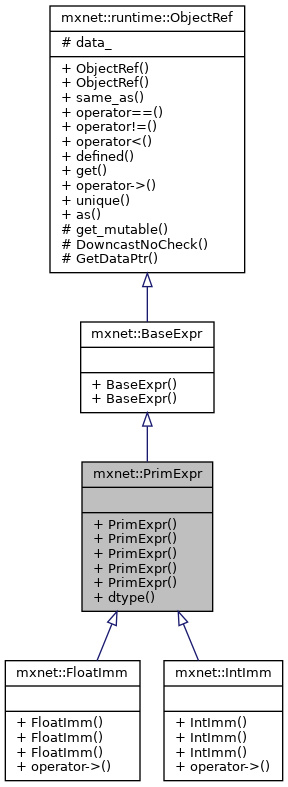 mxnet::runtime::ObjectRef
# data_
+ ObjectRef()
+ ObjectRef()
+ same_as()
+ operator==()
+ operator!=()
+ operator<()
+ defined()
+ get()
+ operator->()
+ unique()
+ as()
# get_mutable()
# DowncastNoCheck()
# GetDataPtr()
mxnet::BaseExpr
+ BaseExpr()
+ BaseExpr()
mxnet::PrimExpr
+ PrimExpr()
+ PrimExpr()
+ PrimExpr()
+ PrimExpr()
+ PrimExpr()
+ dtype()
mxnet::FloatImm
+ FloatImm()
+ FloatImm()
+ FloatImm()
+ operator->()
mxnet::IntImm
+ IntImm()
+ IntImm()
+ IntImm()
+ operator->()